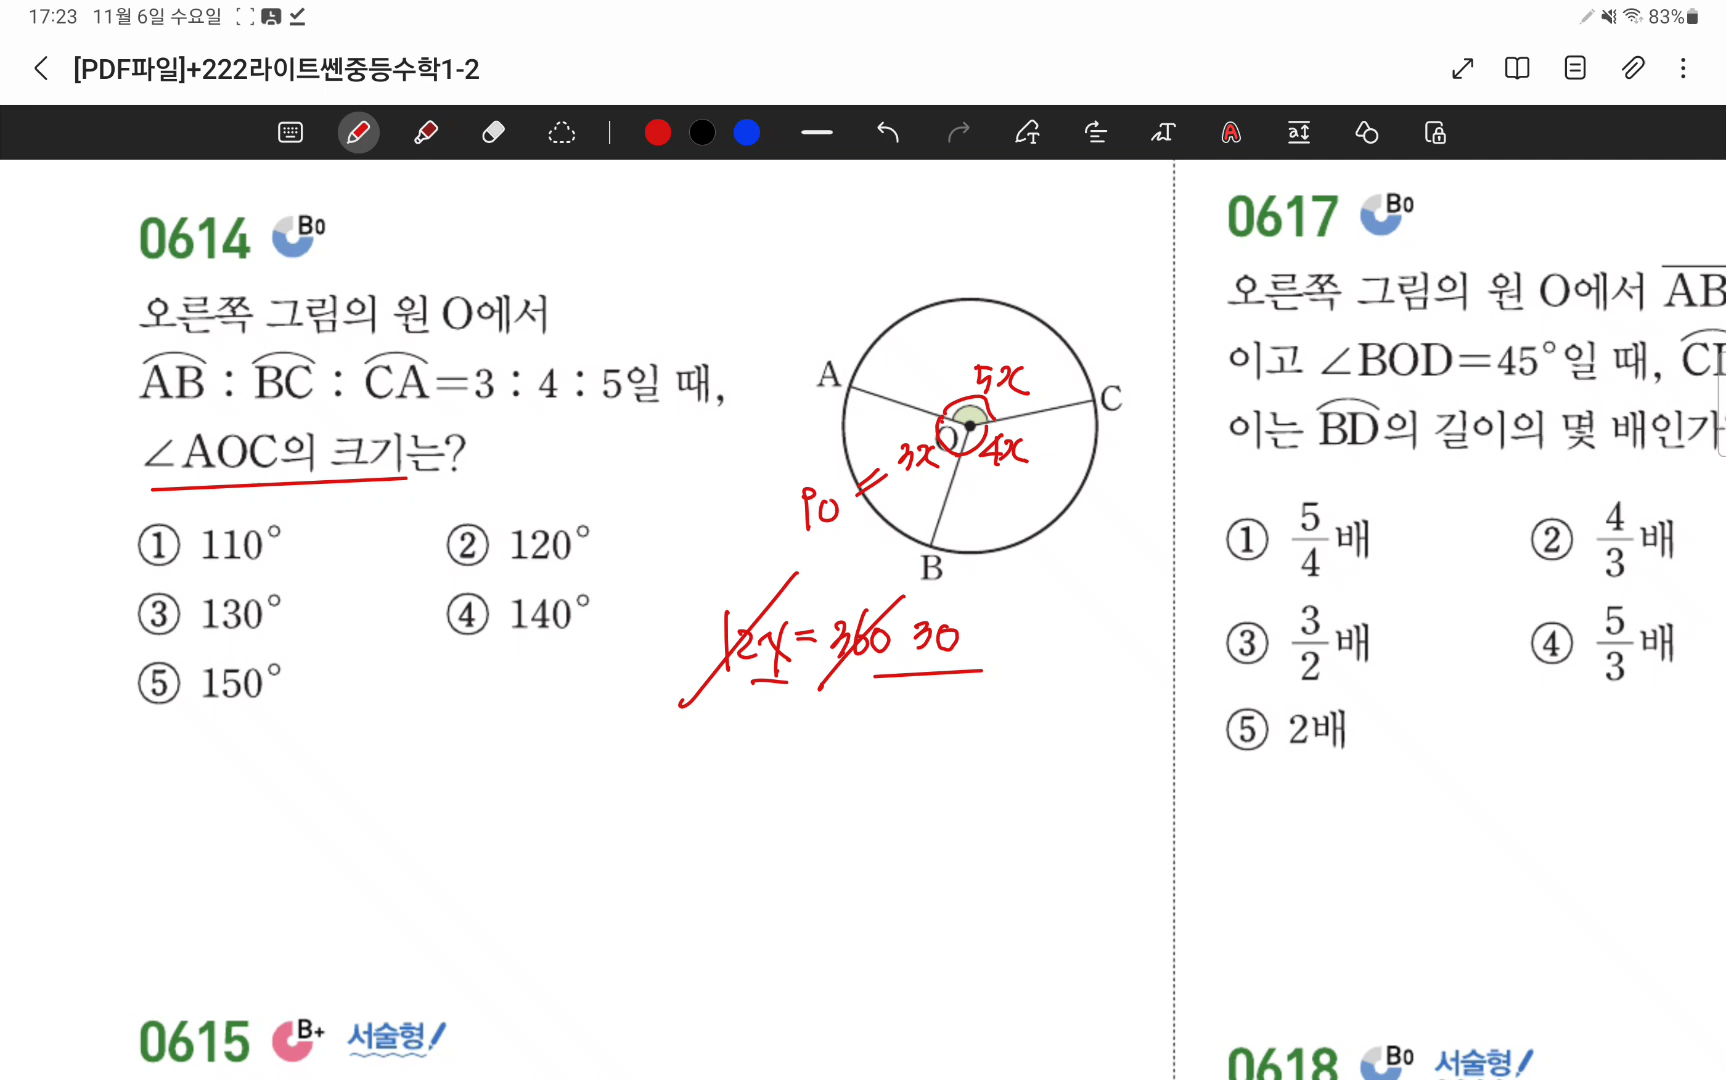 17:23 11월 6일 수요일
83%
[PDF파일]+222라이트쎈중등수학1-2
0614 B0
오른쪽 그림의 원 O에서
AB : BC : CA=3 : 4 : 5일 때,
∠AOC의 크기는?
① 110° ② 120°
③ 130° ④ 140°
⑤ 150°
A
C
O
B
5x
3x
4x
90
12x = 360 30
0615 B+ 서술형
0617 B0
오른쪽 그림의 원 O에서 AB
이고 ∠BOD=45°일 때,
이는 BD의 길이의 몇 배인가
① 5/4배 ② 4/3배
③ 3/2배 ④ 5/3배
⑤ 2배
0618 B0 서술형